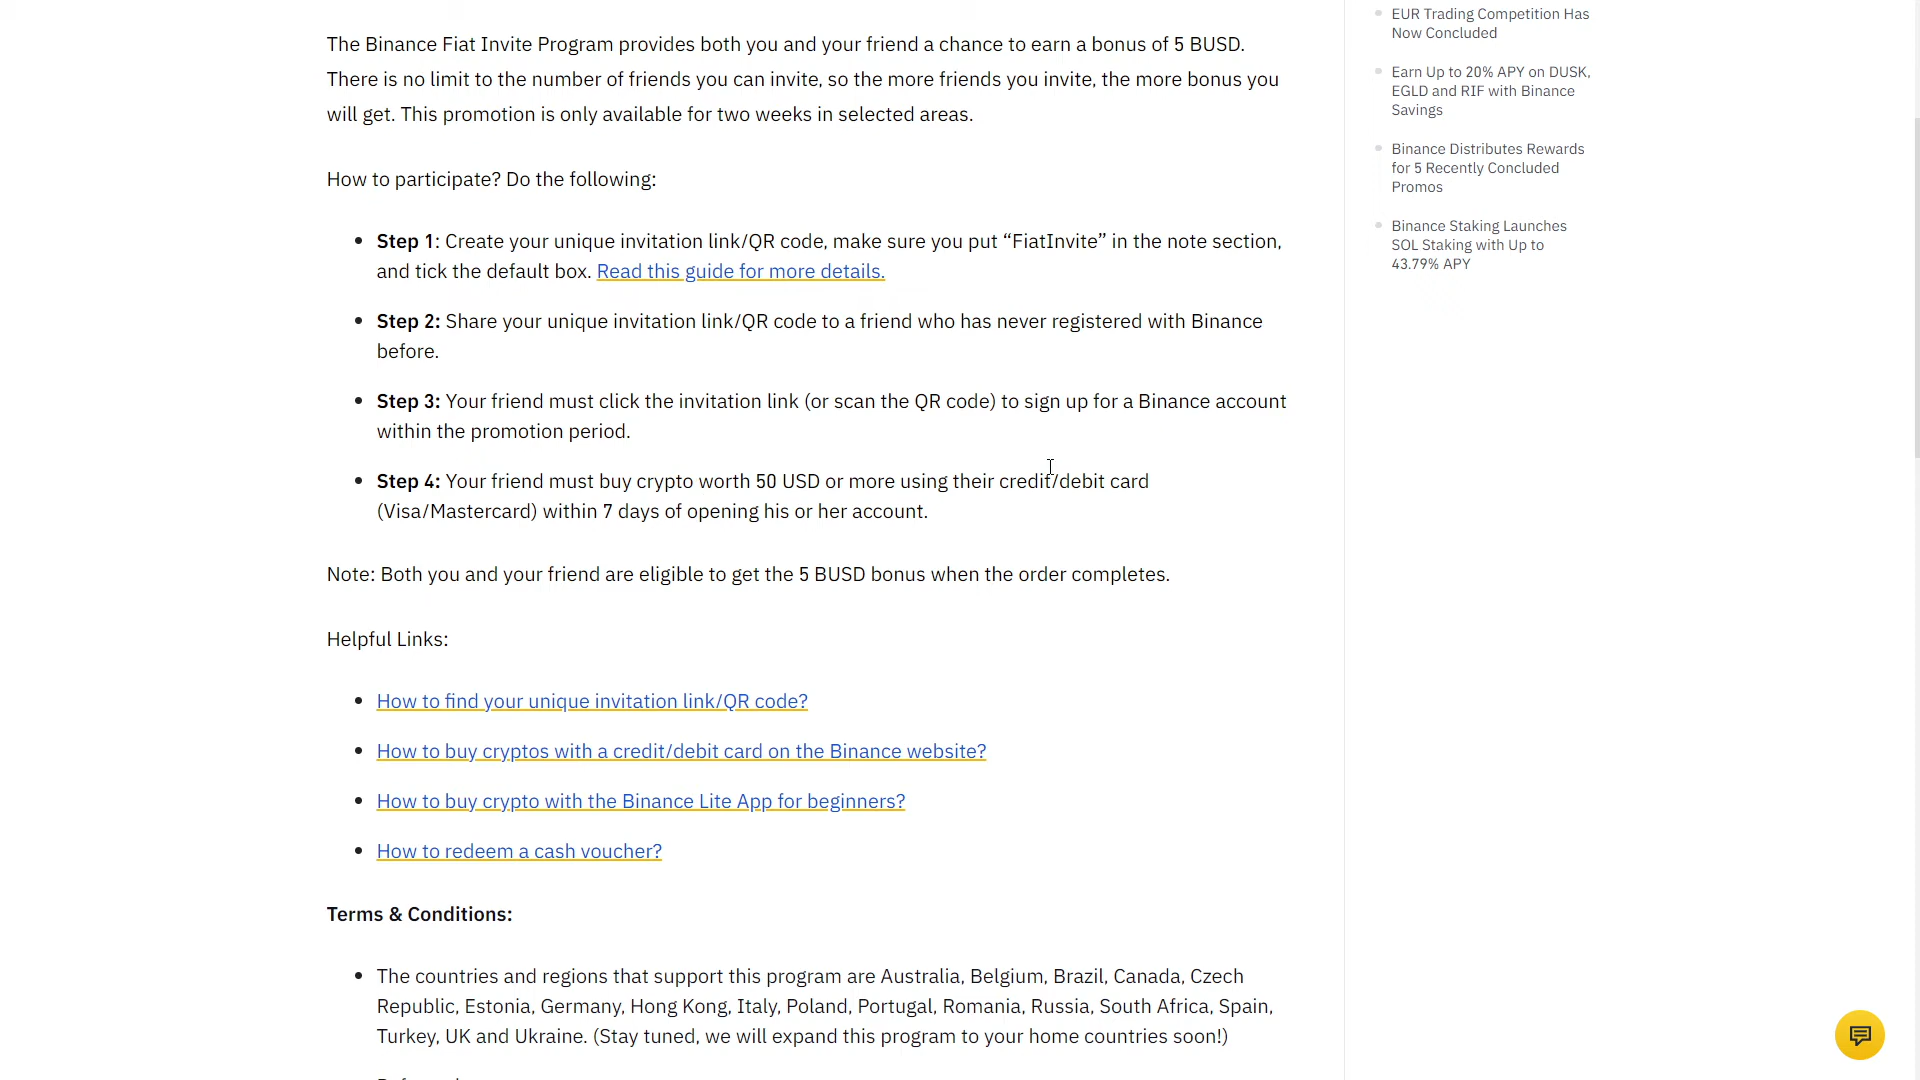 The Binance Fiat Invite Program provides both you and your friend a chance to earn a bonus of 5 BUSD.
There is no limit to the number of friends you can invite, so the more friends you invite, the more bonus you
will get. This promotion is only available for two weeks in selected areas.
How to participate? Do the following:
Step 1: Create your unique invitation link/QR code, make sure you put “FiatInvite” in the note section,
and tick the default box. Read this guide for more details.
Step 2: Share your unique invitation link/QR code to a friend who has never registered with Binance
before.
Step 3: Your friend must click the invitation link (or scan the QR code) to sign up for a Binance account
within the promotion period.
Step 4: Your friend must buy crypto worth 50 USD or more using their credit/debit card
(Visa/Mastercard) within 7 days of opening his or her account.
Note: Both you and your friend are eligible to get the 5 BUSD bonus when the order completes.
Helpful Links:
How to find your unique invitation link/QR code?
How to buy cryptos with a credit/debit card on the Binance website?
How to buy crypto with the Binance Lite App for beginners?
How to redeem a cash voucher?
Terms & Conditions:
The countries and regions that support this program are Australia, Belgium, Brazil, Canada, Czech
Republic, Estonia, Germany, Hong Kong, Italy, Poland, Portugal, Romania, Russia, South Africa, Spain,
Turkey, UK and Ukraine. (Stay tuned, we will expand this program to your home countries soon!)
EUR Trading Competition Has
Now Concluded
Earn Up to 20% APY on DUSK,
EGLD and RIF with Binance
Savings
Binance Distributes Rewards
for 5 Recently Concluded
Promos
Binance Staking Launches
SOL Staking with Up to
43.79% APY